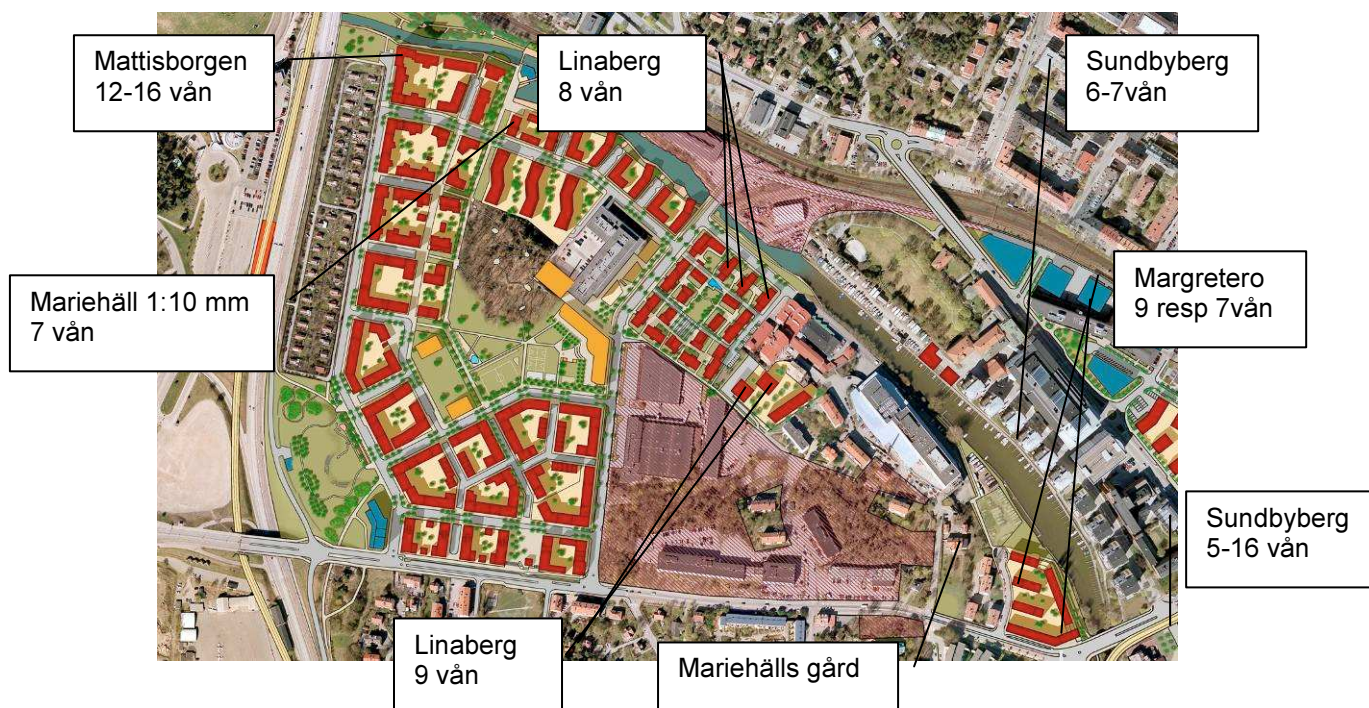 Mattisborgen
12-16 vån
Linaberg
8 vån
Sundbyberg
6-7vån
Mariehäll 1:10 mm
7 vån
Margretero
9 resp 7vån
Sundbyberg
5-16 vån
Linaberg
9 vån
Mariehälls gård